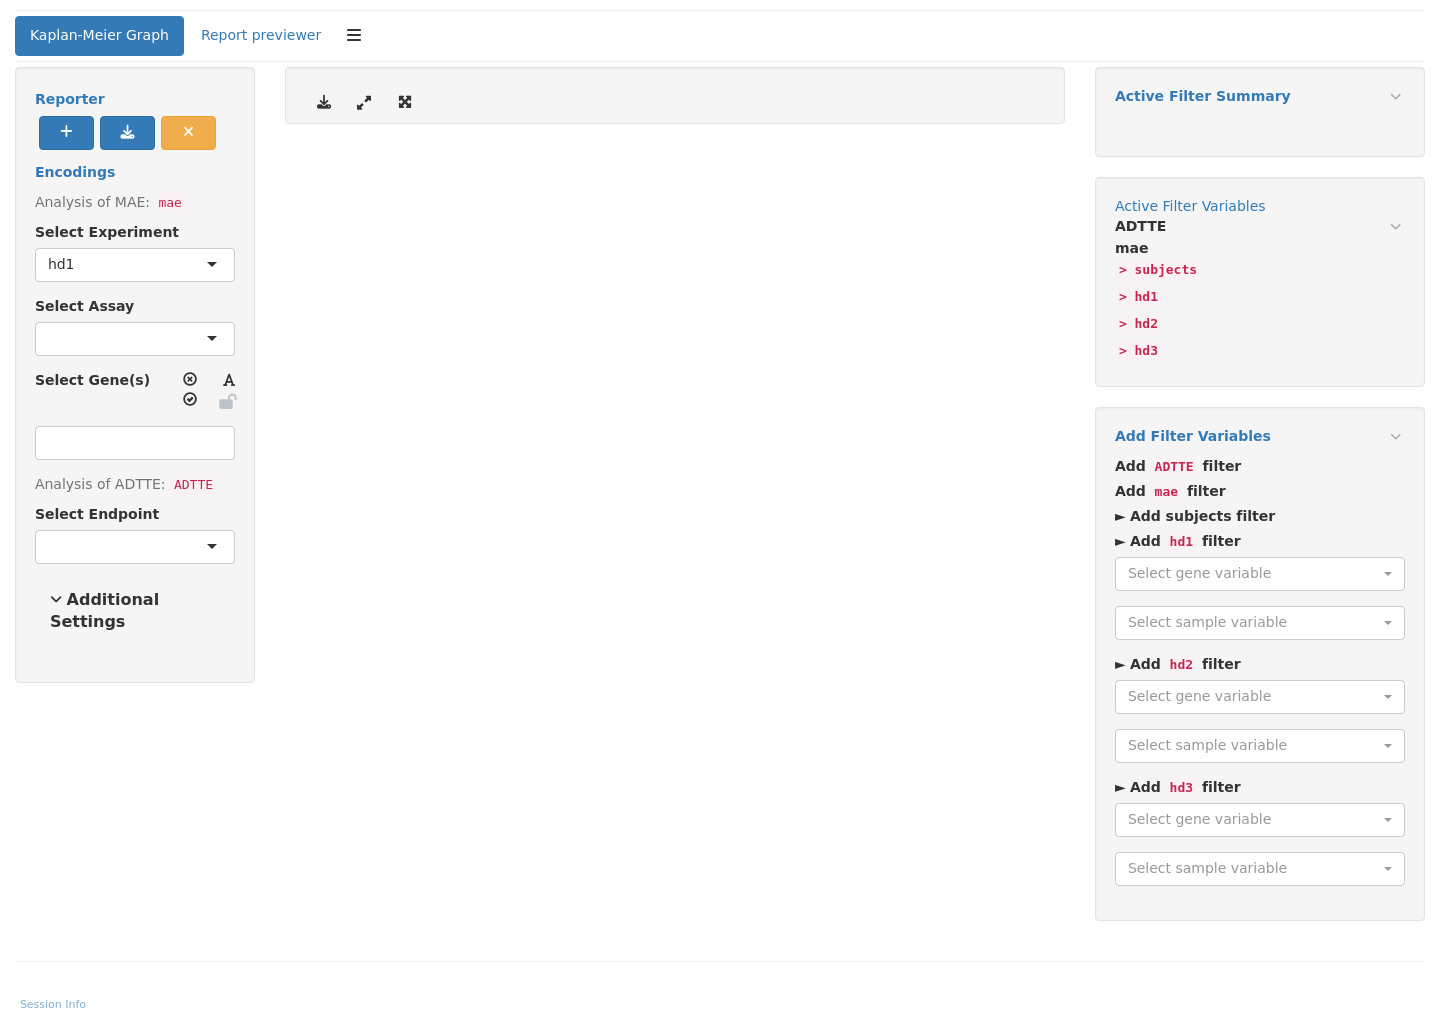 Kaplan-Meier Graph
Report previewer
Reporter
Encodings
Analysis of MAE: mae
Select Experiment
hd1
Select Assay
Select Gene(s)
Analysis of ADTTE: ADTTE
Select Endpoint
Additional
Settings
Active Filter Summary
Active Filter Variables
ADTTE
mae
> subjects
> hd1
> hd2
> hd3
Add Filter Variables
Add ADTTE filter
Add mae filter
► Add subjects filter
► Add hd1 filter
Select gene variable
Select sample variable
► Add hd2 filter
Select gene variable
Select sample variable
► Add hd3 filter
Select gene variable
Select sample variable
Session Info